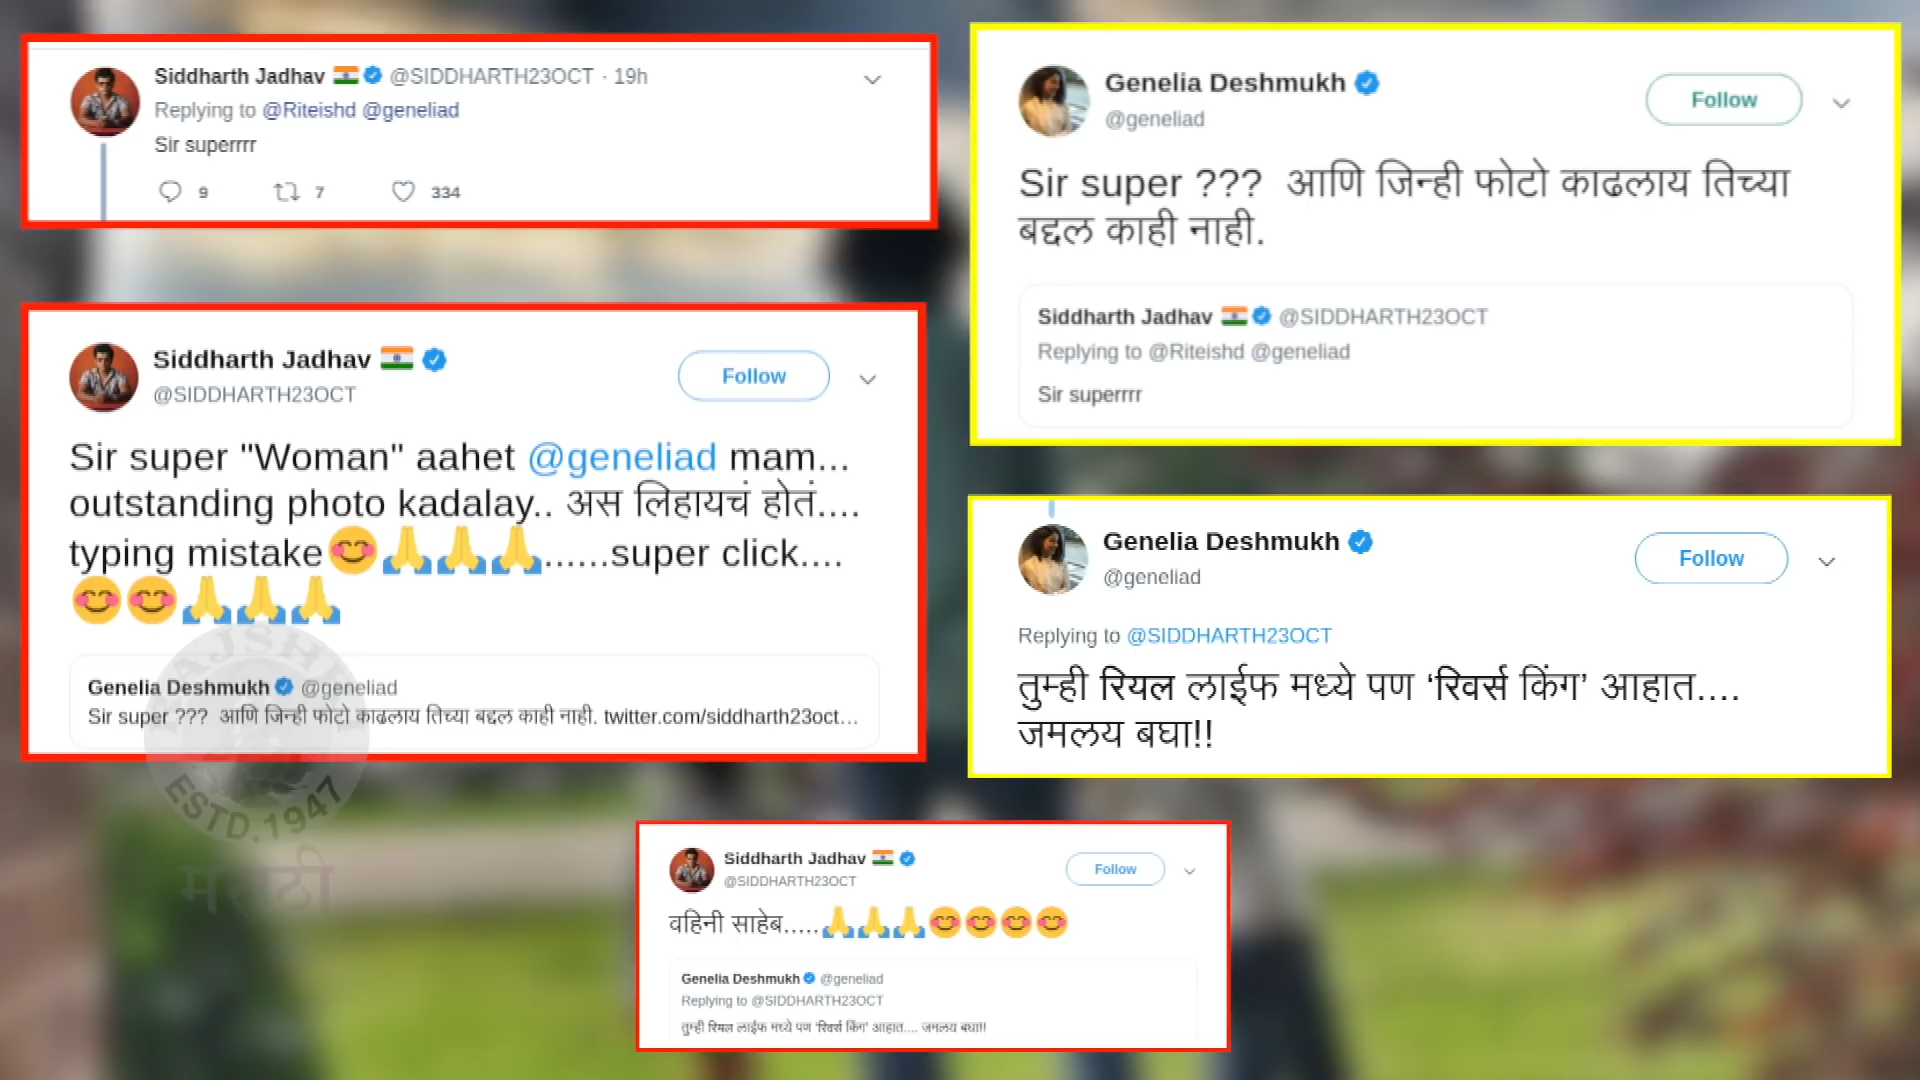 Siddharth Jadhav 🇮🇳 @SIDDHARTH23OCT · 19h
Replying to @Riteishd @geneliad
Sir superrrr
9 7 334
Genelia Deshmukh
@geneliad
Follow
Sir super ??? आणि जिन्ही फोटो काढलाय तिच्या
बद्दल काही नाही.
Siddharth Jadhav 🇮🇳 @SIDDHARTH23OCT
Replying to @Riteishd @geneliad
Sir superrrr
Siddharth Jadhav 🇮🇳
@SIDDHARTH23OCT
Follow
Sir super "Woman" aahet @geneliad mam...
outstanding photo kadalay.. अस लिहायचं होतं....
typing mistake😊🙏🙏🙏......super click....
😊😊🙏🙏🙏
Genelia Deshmukh @geneliad
Sir super ??? आणि जिन्ही फोटो काढलाय तिच्या बद्दल काही नाही. twitter.com/siddharth23oct...
Genelia Deshmukh
@geneliad
Follow
Replying to @SIDDHARTH23OCT
तुम्ही रियल लाईफ मध्ये पण ‘रिवर्स किंग’ आहात....
जमलय बघा!!
Siddharth Jadhav 🇮🇳
@SIDDHARTH23OCT
Follow
वहिनी साहेब.....🙏🙏🙏😊😊😊😊
Genelia Deshmukh @geneliad
Replying to @SIDDHARTH23OCT
तुम्ही रियल लाईफ मध्ये पण ‘रिवर्स किंग’ आहात.... जमलय बघा!!
RAJSHRI
ESTD.1947
मराठी